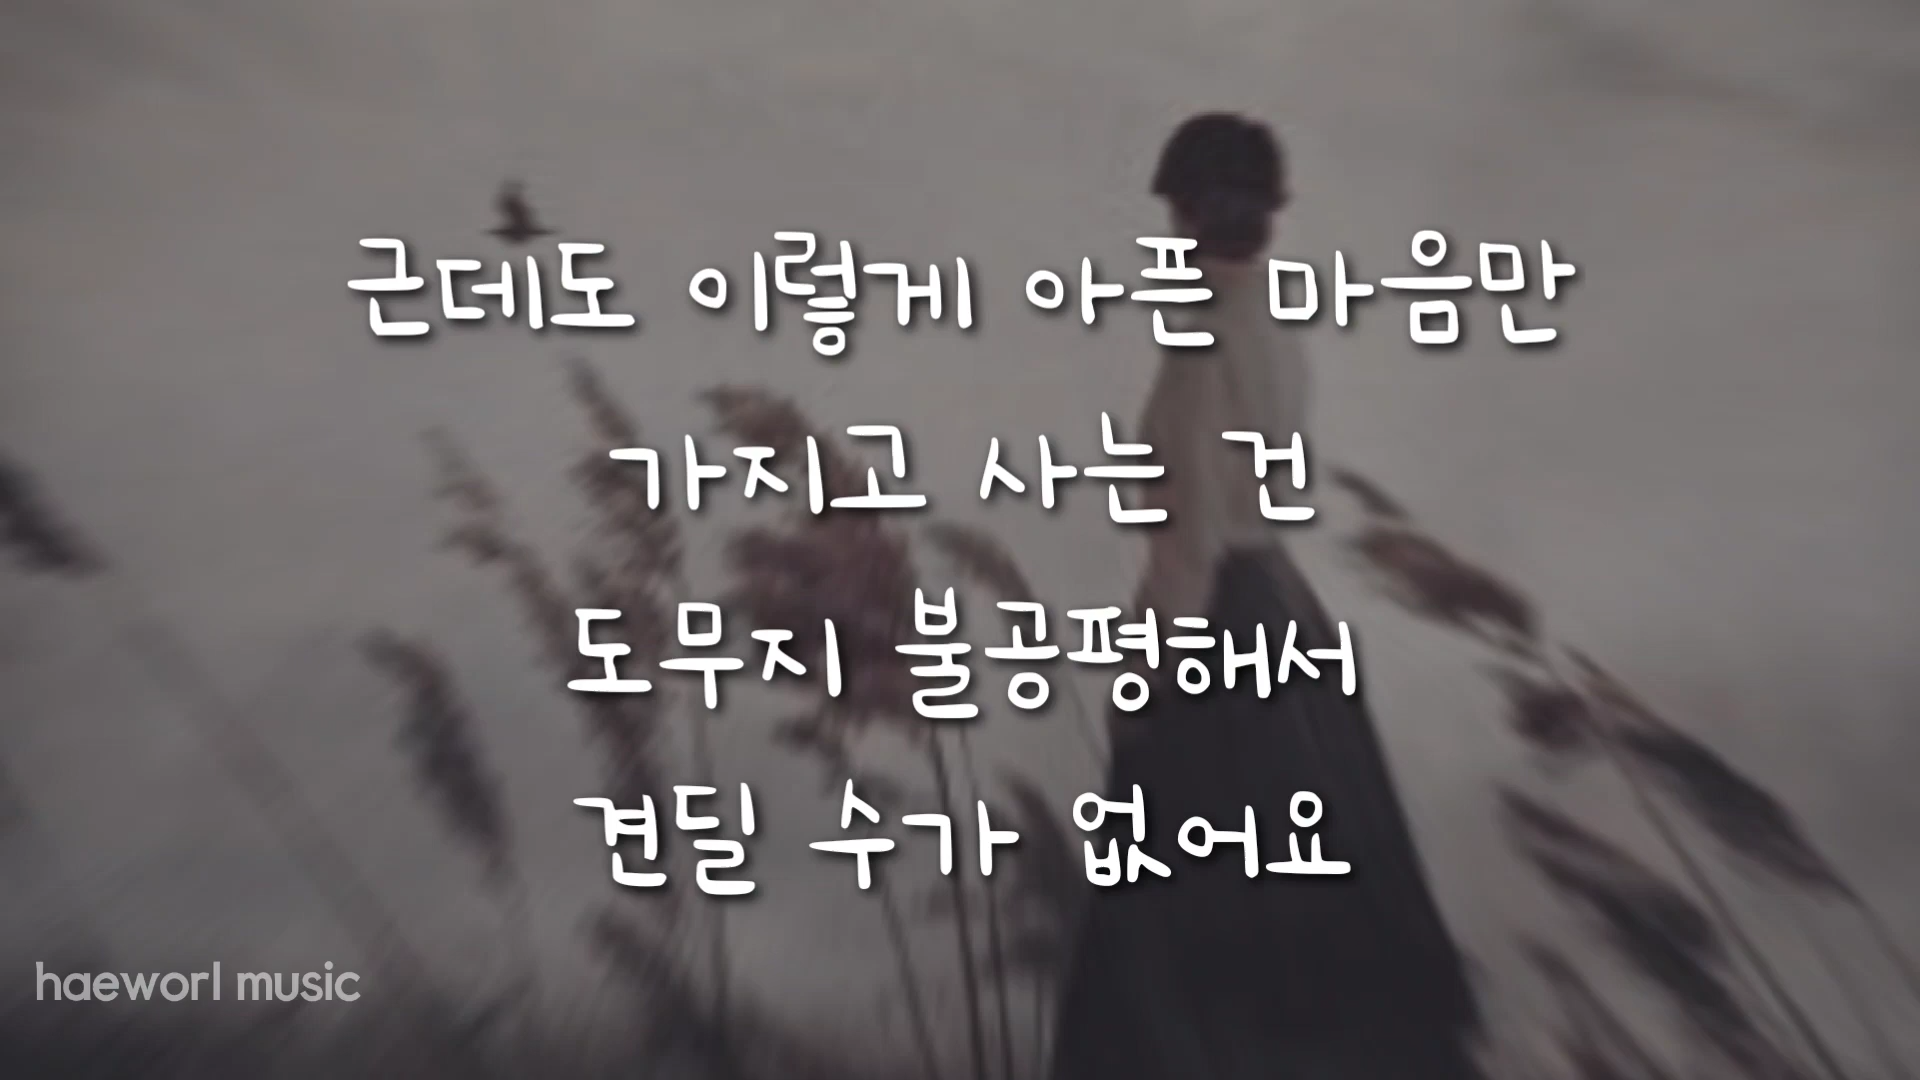 근데도 이렇게 아픈 마음만
가지고 사는 건
도무지 불공평해서
견딜 수가 없어요
haeworl music